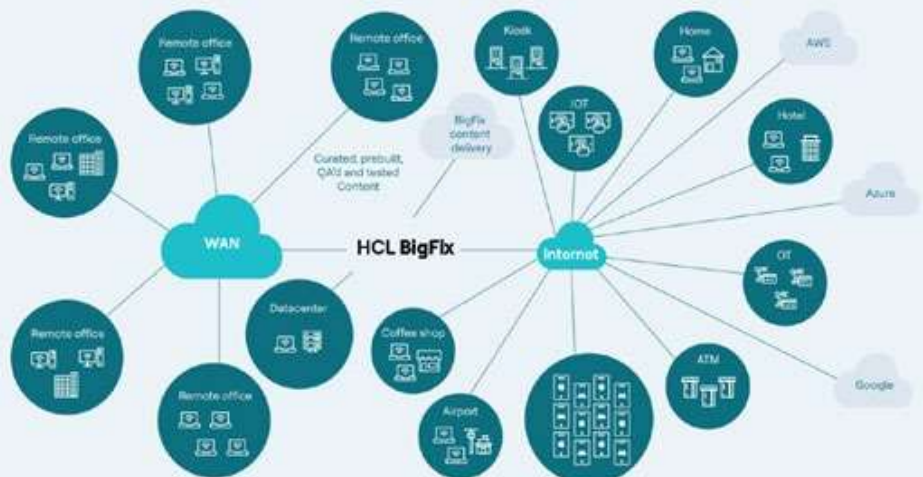 Remote office
Remote office
Kiosk
Home
AWS
IOT
BigFix
content
delivery
Hotel
Remote office
Curated, prebuilt,
QA'd and tested
Content
Azure
WAN
HCL BigFix
Internet
OT
Datacenter
Remote office
Coffee shop
ATM
Google
Remote office
Airport